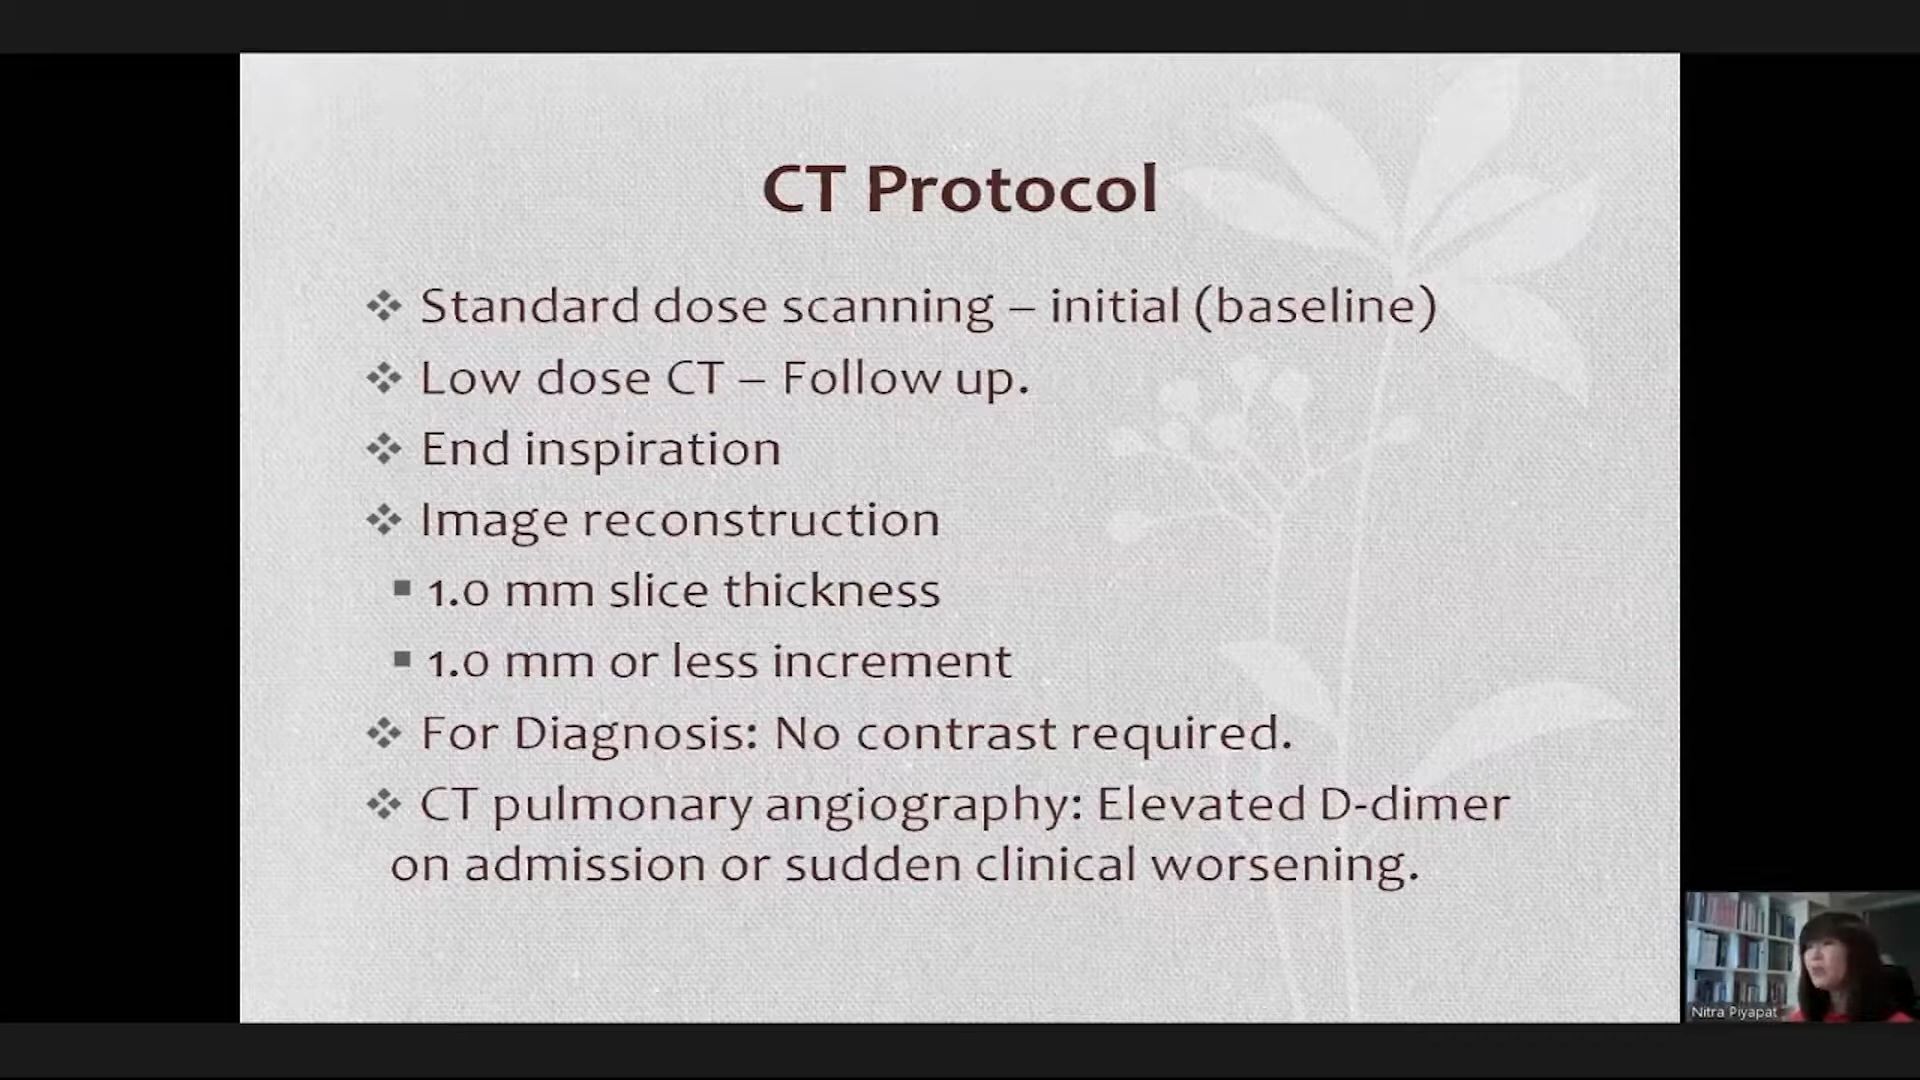 CT Protocol
❖ Standard dose scanning – initial (baseline)
❖ Low dose CT – Follow up.
❖ End inspiration
❖ Image reconstruction
▪ 1.0 mm slice thickness
▪ 1.0 mm or less increment
❖ For Diagnosis: No contrast required.
❖ CT pulmonary angiography: Elevated D-dimer
on admission or sudden clinical worsening.
Nitra Piyapat